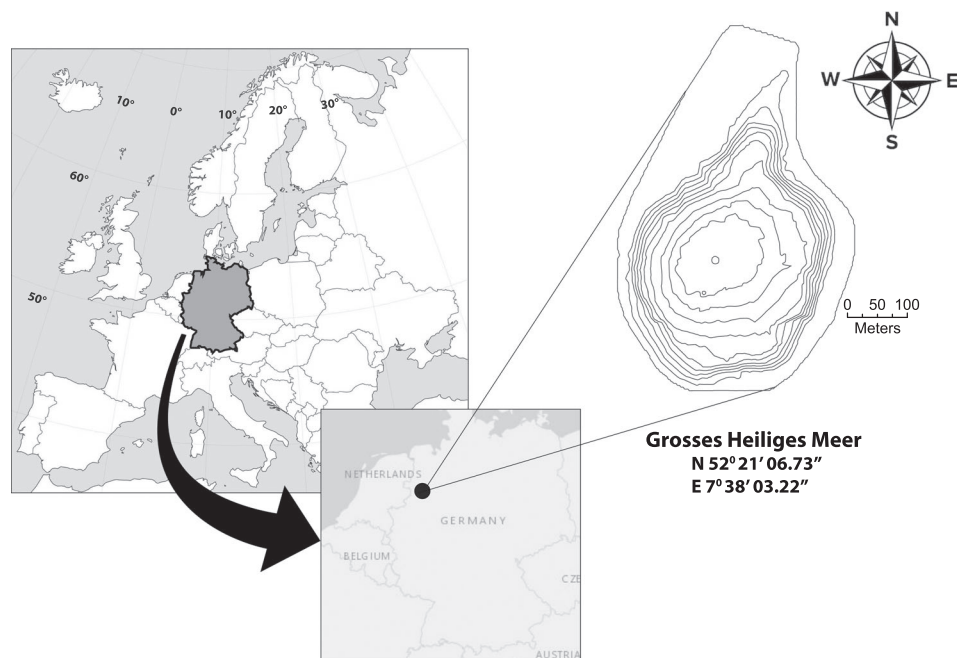 10°
0°
10°
20°
30°
60°
50°
N
W
E
S
0 50 100
Meters
Grosses Heiliges Meer
N 52⁰ 21′ 06.73″
E 7⁰ 38′ 03.22″
NETHERLANDS
GERMANY
BELGIUM
CZE
AUSTRIA